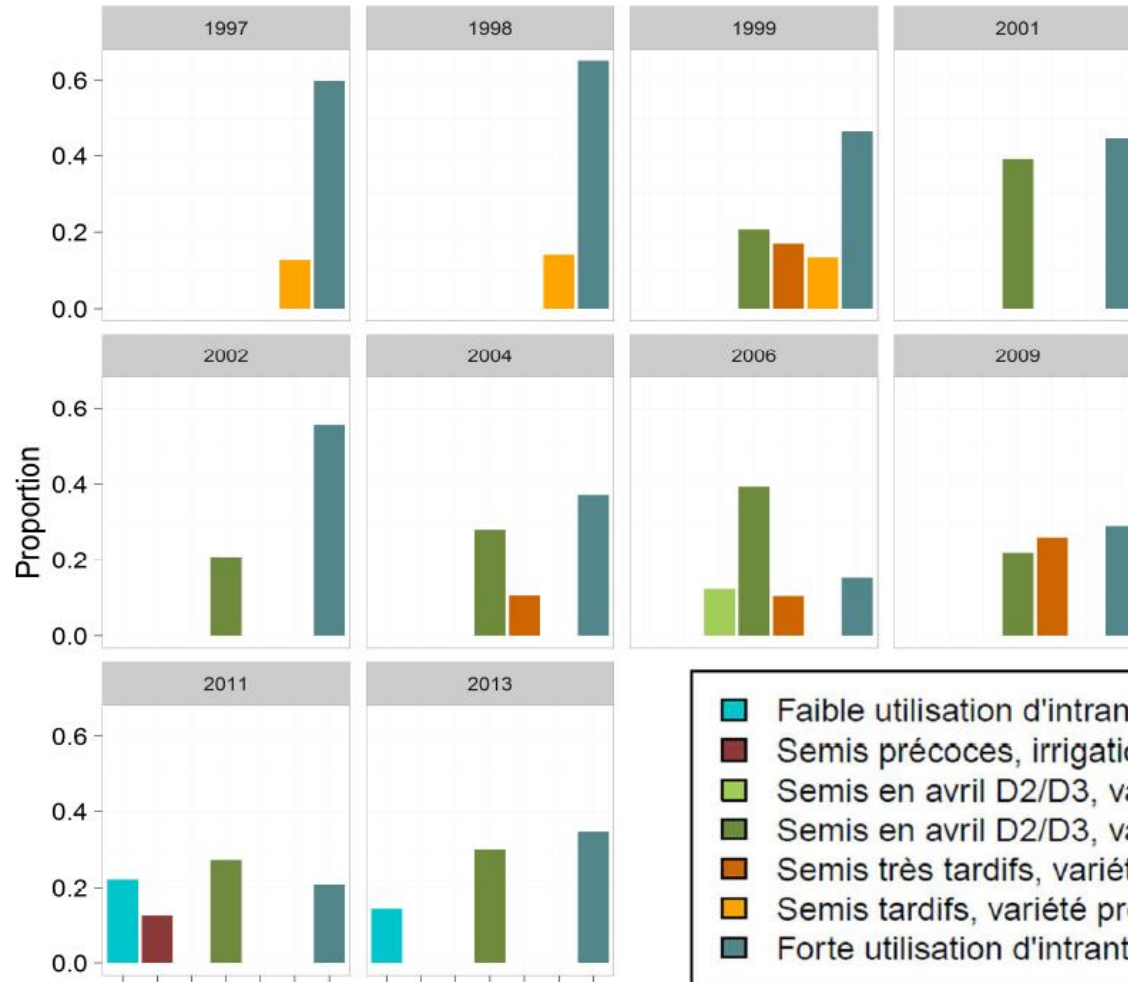 1997 1998 1999 2001
0.6
0.4
0.2
0.0
2002 2004 2006 2009
0.6
0.4
0.2
0.0
Proportion
2011 2013
0.6
0.4
0.2
0.0
Faible utilisation d'intran
Semis précoces, irrigati
Semis en avril D2/D3, va
Semis en avril D2/D3, va
Semis très tardifs, varié
Semis tardifs, variété pr
Forte utilisation d'intrant